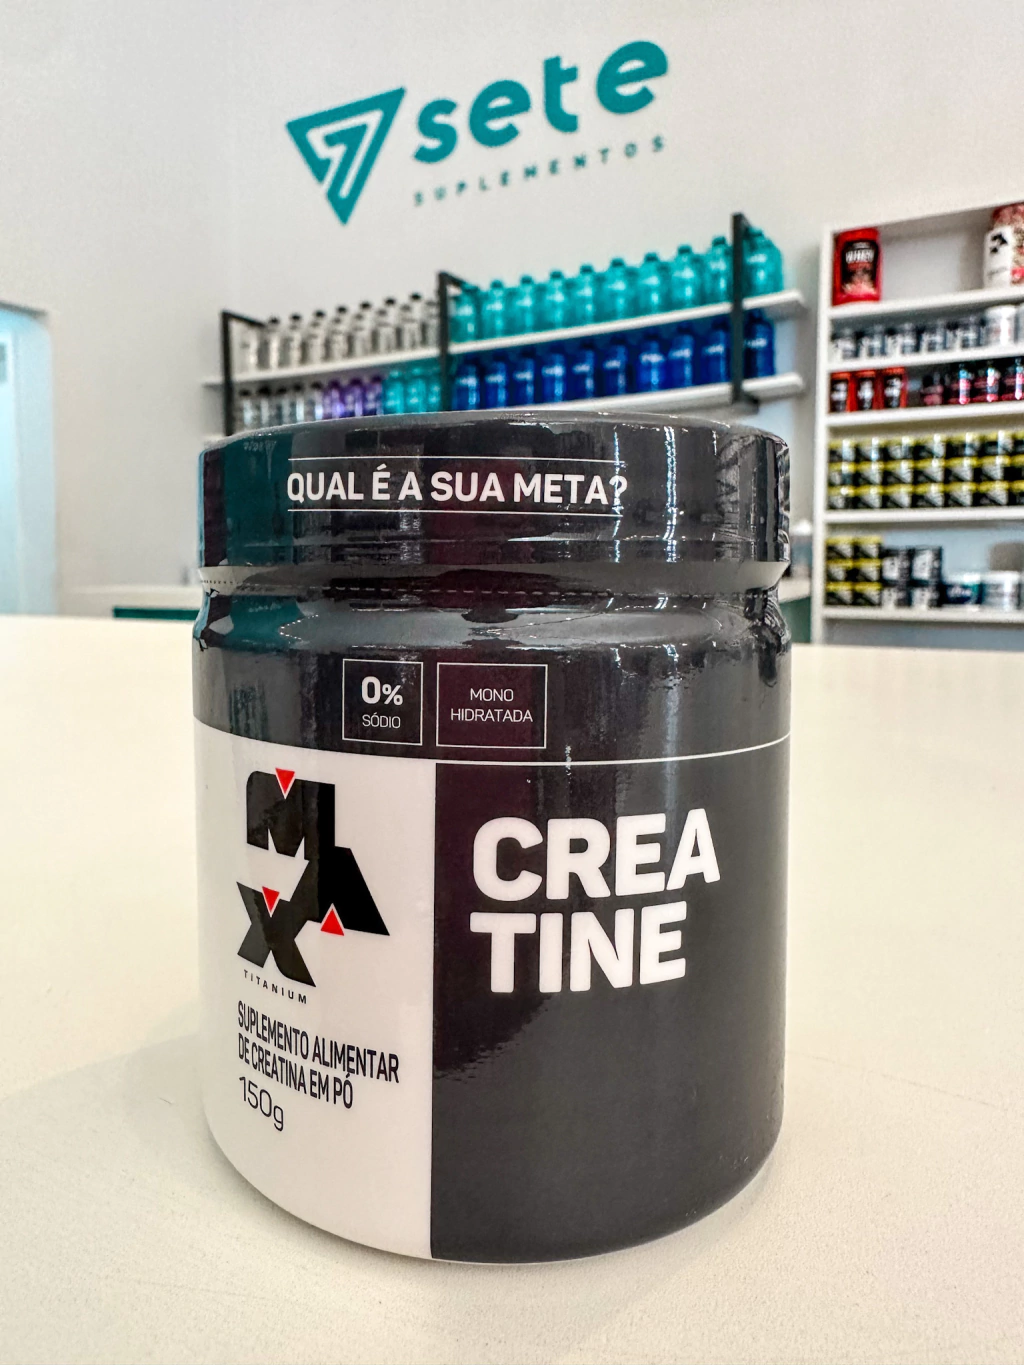 7 sete
SUPLEMENTOS
QUAL É A SUA META?
0%
SÓDIO
MONO
HIDRATADA
MAX
TITANIUM
CREA
TINE
SUPLEMENTO ALIMENTAR
DE CREATINA EM PÓ
150g